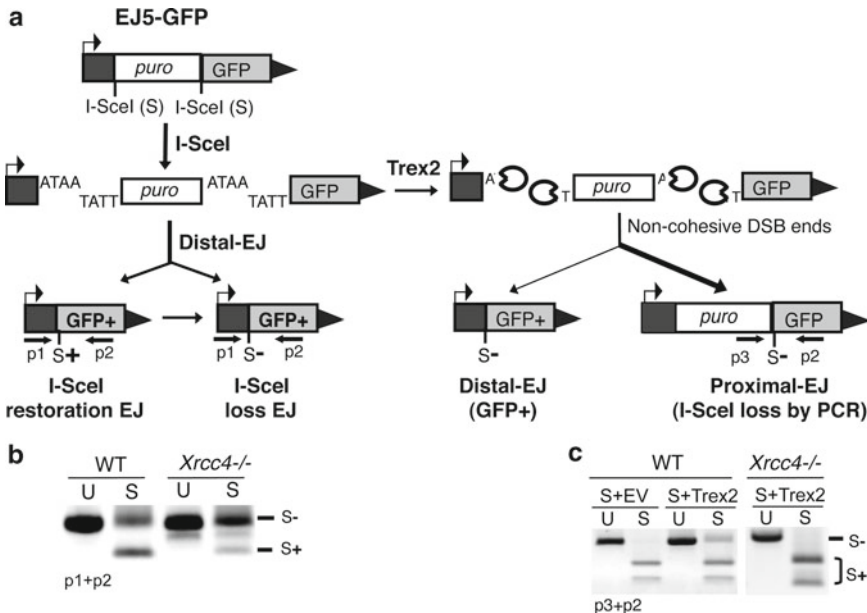 a
EJ5-GFP
puro
GFP
I-SceI (S) I-SceI (S)
I-SceI
ATAA
TATT
puro
ATAA
TATT
GFP
Trex2
A
T
puro
A
T
GFP
Distal-EJ
Non-cohesive DSB ends
GFP+
p1
S+
p2
GFP+
p1
S-
p2
GFP+
S-
puro
GFP
p3
S-
p2
I-SceI
restoration EJ
I-SceI
loss EJ
Distal-EJ
(GFP+)
Proximal-EJ
(I-SceI loss by PCR)
b
WT Xrcc4-/-
U S U S
S-
S+
p1+p2
c
WT Xrcc4-/-
S+EV S+Trex2 S+Trex2
U S U S U S
S-
S+
p3+p2